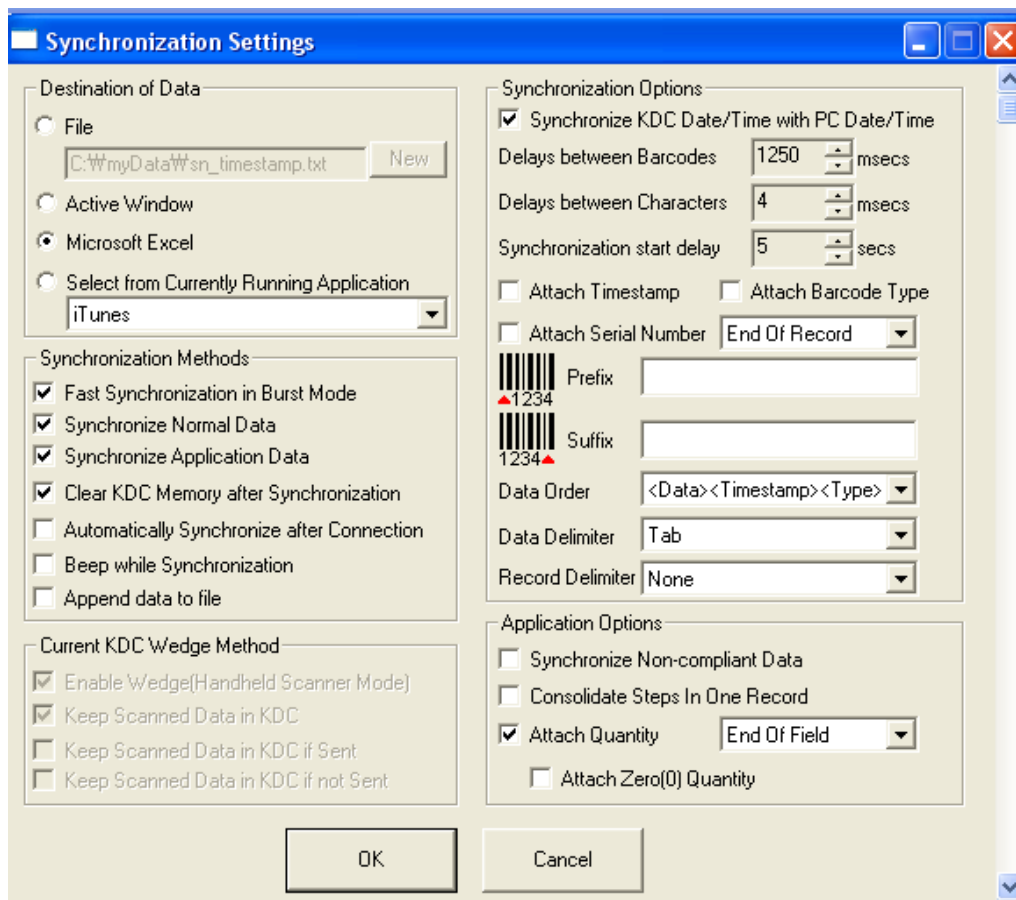 Synchronization Settings
Destination of Data
File
C:₩myData₩sn_timestamp.txt New
Active Window
Microsoft Excel
Select from Currently Running Application
iTunes
Synchronization Methods
Fast Synchronization in Burst Mode
Synchronize Normal Data
Synchronize Application Data
Clear KDC Memory after Synchronization
Automatically Synchronize after Connection
Beep while Synchronization
Append data to file
Current KDC Wedge Method
Enable Wedge(Handheld Scanner Mode)
Keep Scanned Data in KDC
Keep Scanned Data in KDC if Sent
Keep Scanned Data in KDC if not Sent
Synchronization Options
Synchronize KDC Date/Time with PC Date/Time
Delays between Barcodes 1250 msecs
Delays between Characters 4 msecs
Synchronization start delay 5 secs
Attach Timestamp Attach Barcode Type
Attach Serial Number End Of Record
Prefix
1234
Suffix
1234
Data Order <Data><Timestamp><Type>
Data Delimiter Tab
Record Delimiter None
Application Options
Synchronize Non-compliant Data
Consolidate Steps In One Record
Attach Quantity End Of Field
Attach Zero(0) Quantity
OK Cancel